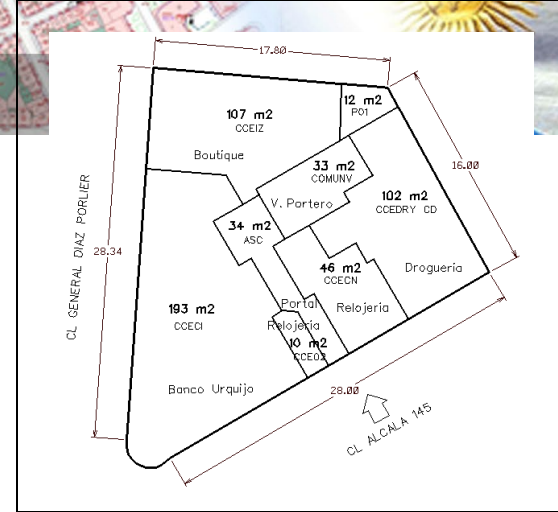 17.80
107 m2
CCEIZ
Boutique
12 m2
P01
16.00
33 m2
COMUNV
V. Portero
102 m2
CCEDRY CD
Drogueria
34 m2
ASC
CL GENERAL DIAZ PORLIER
28.34
46 m2
CCECN
Relojeria
Portal
Relojeria
10 m2
CCE02
193 m2
CCECI
Banco Urquijo
28.00
CL ALCALA 145